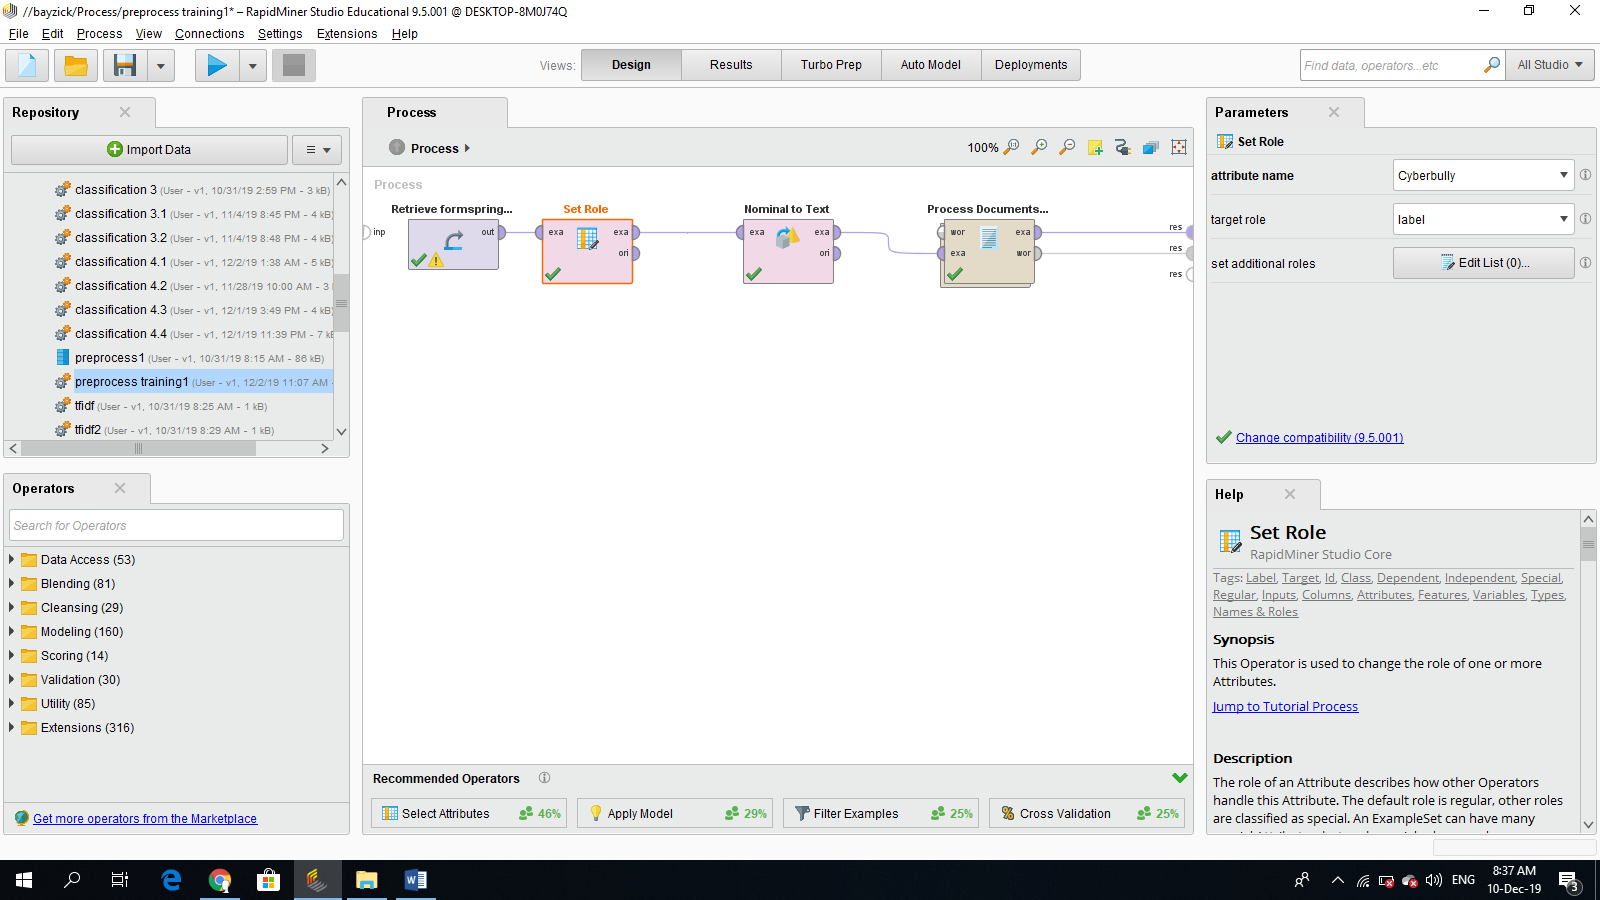 //bayzick/Process/preprocess training1* – RapidMiner Studio Educational 9.5.001 @ DESKTOP-8M0J74Q
File Edit Process View Connections Settings Extensions Help
Views: Design Results Turbo Prep Auto Model Deployments
Find data, operators...etc All Studio
Repository
Import Data
classification 3 (User - v1, 10/31/19 2:59 PM - 3 kB)
classification 3.1 (User - v1, 11/4/19 8:45 PM - 4 kB)
classification 3.2 (User - v1, 11/4/19 8:48 PM - 4 kB)
classification 4.1 (User - v1, 12/2/19 1:38 AM - 5 kB)
classification 4.2 (User - v1, 11/28/19 10:00 AM - 3
classification 4.3 (User - v1, 12/1/19 3:49 PM - 4 kB)
classification 4.4 (User - v1, 12/1/19 11:39 PM - 7 kB
preprocess1 (User - v1, 10/31/19 8:15 AM - 86 kB)
preprocess training1 (User - v1, 12/2/19 11:07 AM -
tfidf (User - v1, 10/31/19 8:25 AM - 1 kB)
tfidf2 (User - v1, 10/31/19 8:29 AM - 1 kB)
Operators
Search for Operators
Data Access (53)
Blending (81)
Cleansing (29)
Modeling (160)
Scoring (14)
Validation (30)
Utility (85)
Extensions (316)
Get more operators from the Marketplace
Process
Process
100%
Process
Retrieve formspring... Set Role Nominal to Text Process Documents...
inp out exa exa exa exa wor exa res
ori ori exa wor res
res
Recommended Operators
Select Attributes 46% Apply Model 29% Filter Examples 25% Cross Validation 25%
Parameters
Set Role
attribute name Cyberbully
target role label
set additional roles Edit List (0)...
Change compatibility (9.5.001)
Help
Set Role
RapidMiner Studio Core
Tags: Label, Target, Id, Class, Dependent, Independent, Special,
Regular, Inputs, Columns, Attributes, Features, Variables, Types,
Names & Roles
Synopsis
This Operator is used to change the role of one or more
Attributes.
Jump to Tutorial Process
Description
The role of an Attribute describes how other Operators
handle this Attribute. The default role is regular, other roles
are classified as special. An ExampleSet can have many
ENG
8:37 AM
10-Dec-19
3